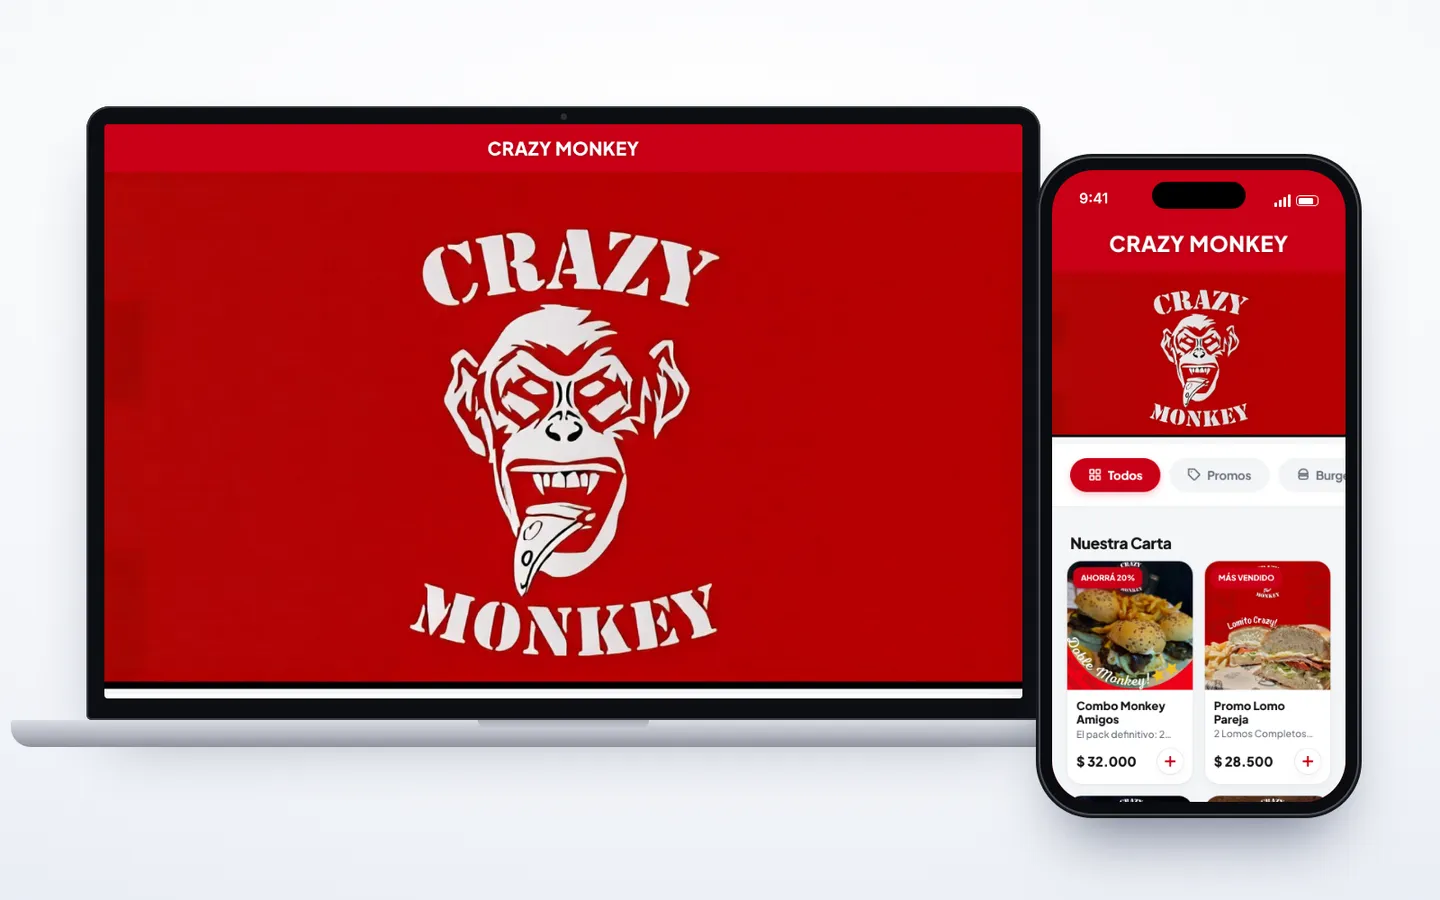 CRAZY MONKEY
CRAZY
MONKEY
9:41
CRAZY MONKEY
CRAZY
MONKEY
Todos
Promos
Burge
Nuestra Carta
AHORRÁ 20%
Doble Monkey!
Combo Monkey
Amigos
El pack definitivo: 2...
$ 32.000
+
MÁS VENDIDO
MONKEY
Lomito Crazy!
Promo Lomo
Pareja
2 Lomos Completos...
$ 28.500
+